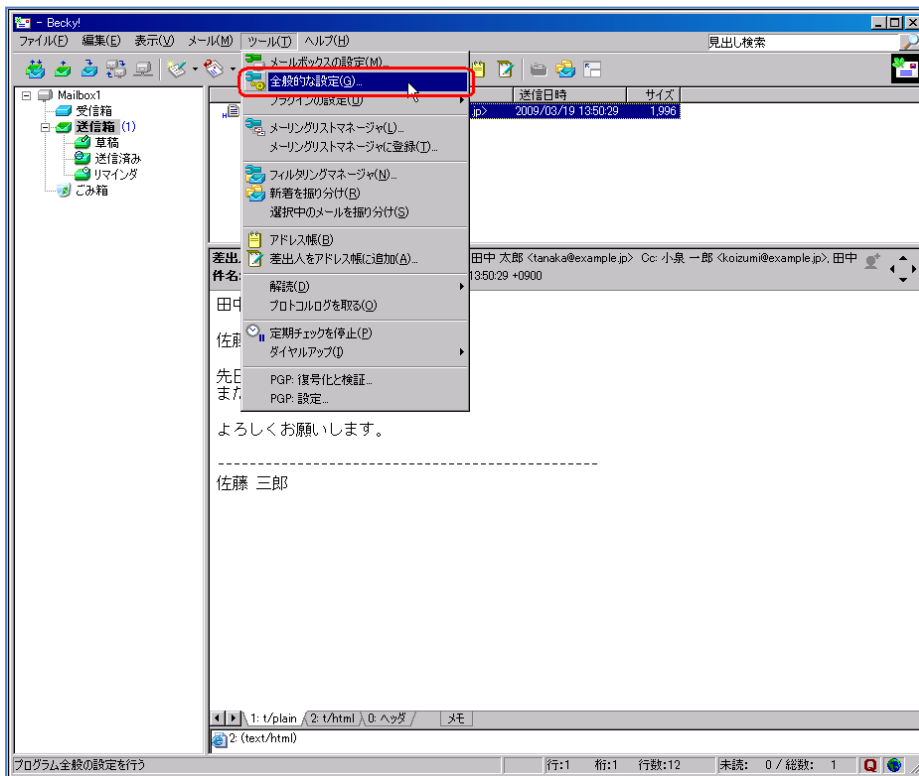 - Becky!
ファイル(F) 編集(E) 表示(V) メール(M) ツール(T) ヘルプ(H)
見出し検索
メールボックスの設定(M)...
全般的な設定(G)...
プラグインの設定(U)
メーリングリストマネージャ(L)...
メーリングリストマネージャに登録(T)...
フィルタリングマネージャ(N)...
新着を振り分け(R)
選択中のメールを振り分け(S)
アドレス帳(B)
差出人をアドレス帳に追加(A)...
解読(D)
プロトコルログを取る(O)
定期チェックを停止(P)
ダイヤルアップ(I)
PGP: 復号化と検証...
PGP: 設定...
Mailbox1
受信箱
送信箱 (1)
草稿
送信済み
リマインダ
ごみ箱
送信日時 サイズ
jp> 2009/03/19 13:50:29 1,996
差出 田中 太郎 <tanaka@example.jp> Cc: 小泉 一郎 <koizumi@example.jp>, 田中
件名: 13:50:29 +0900
田中
佐藤
先日
また
よろしくお願いします。
------------------------------------------------
佐藤 三郎
1: t/plain 2: t/html 0: ヘッダ メモ
2: (text/html)
プログラム全般の設定を行う 行:1 桁:1 行数:12 未読: 0 / 総数: 1 Q